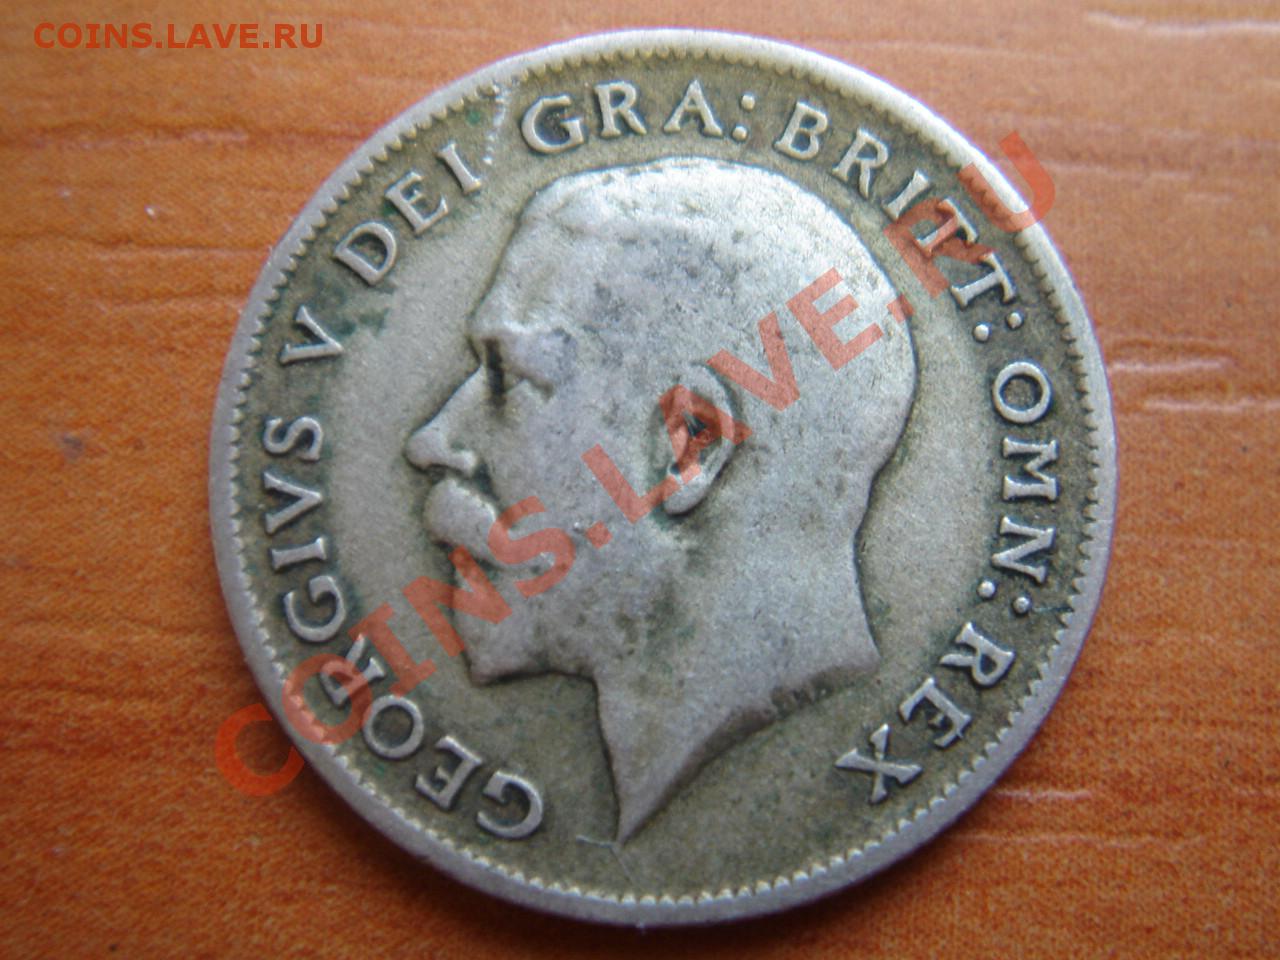 COINS.LAVE.RU
GEORGIVS V DEI GRA: BRITT: OMN: REX
COINS.LAVE.RU